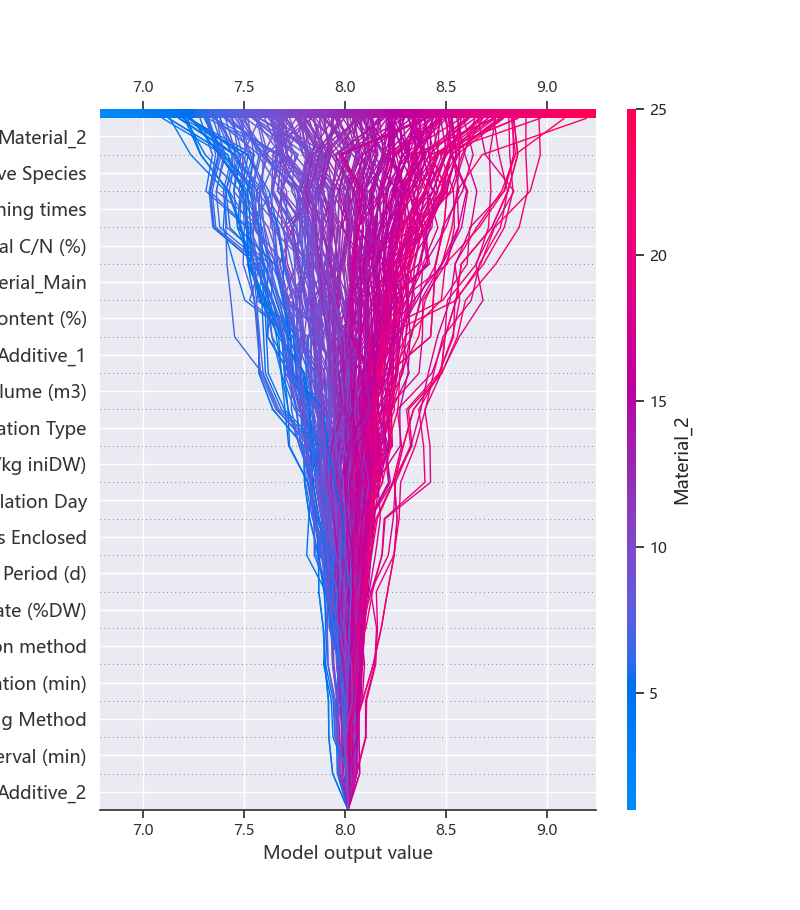 7.0 7.5 8.0 8.5 9.0
25
Material_2
ve Species
ning times
20
al C/N (%)
erial_Main
ontent (%)
Additive_1
lume (m3)
15
ation Type
Material_2
/kg iniDW)
lation Day
s Enclosed
10
Period (d)
ate (%DW)
on method
ation (min)
5
g Method
erval (min)
Additive_2
7.0 7.5 8.0 8.5 9.0
Model output value